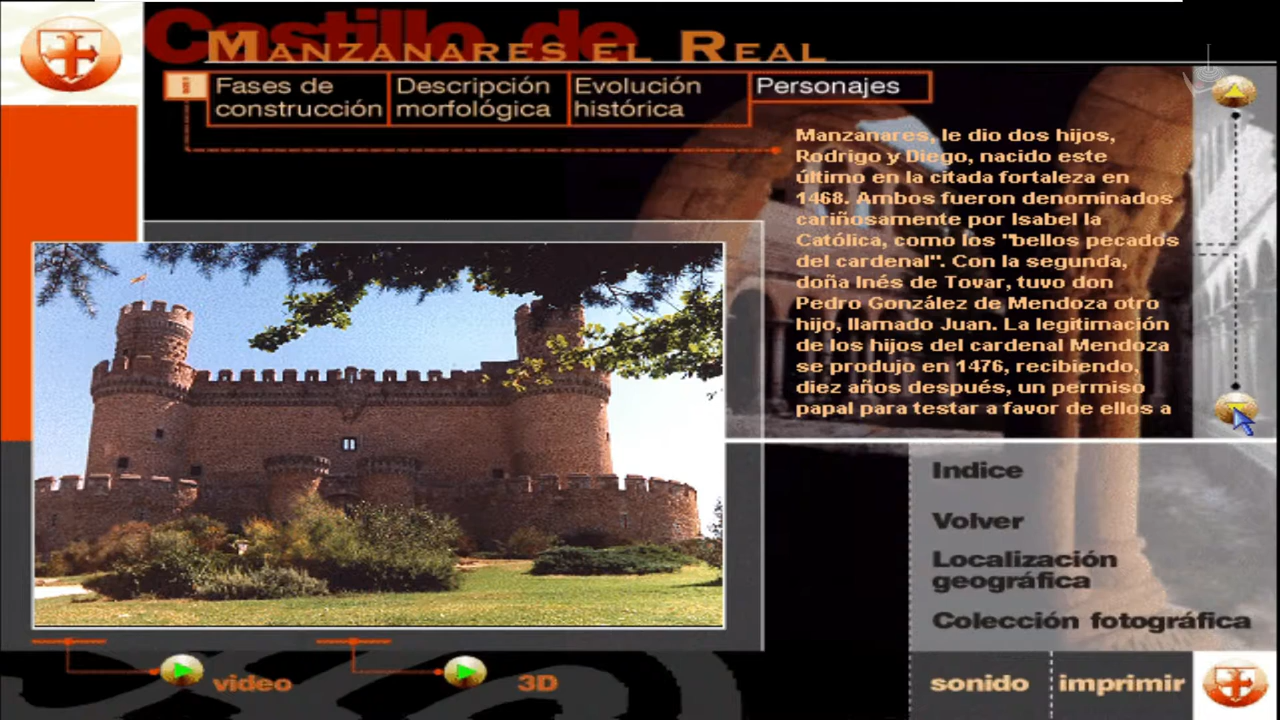 Castillo de
MANZANARES EL REAL
Fases de
construcción
Descripción
morfológica
Evolución
histórica
Personajes
Manzanares, le dio dos hijos,
Rodrigo y Diego, nacido este
último en la citada fortaleza en
1468. Ambos fueron denominados
cariñosamente por Isabel la
Católica, como los "bellos pecados
del cardenal". Con la segunda,
doña Inés de Tovar, tuvo don
Pedro González de Mendoza otro
hijo, llamado Juan. La legitimación
de los hijos del cardenal Mendoza
se produjo en 1476, recibiendo,
diez años después, un permiso
papal para testar a favor de ellos a
Indice
Volver
Localización
geográfica
Colección fotográfica
video
3D
sonido
imprimir